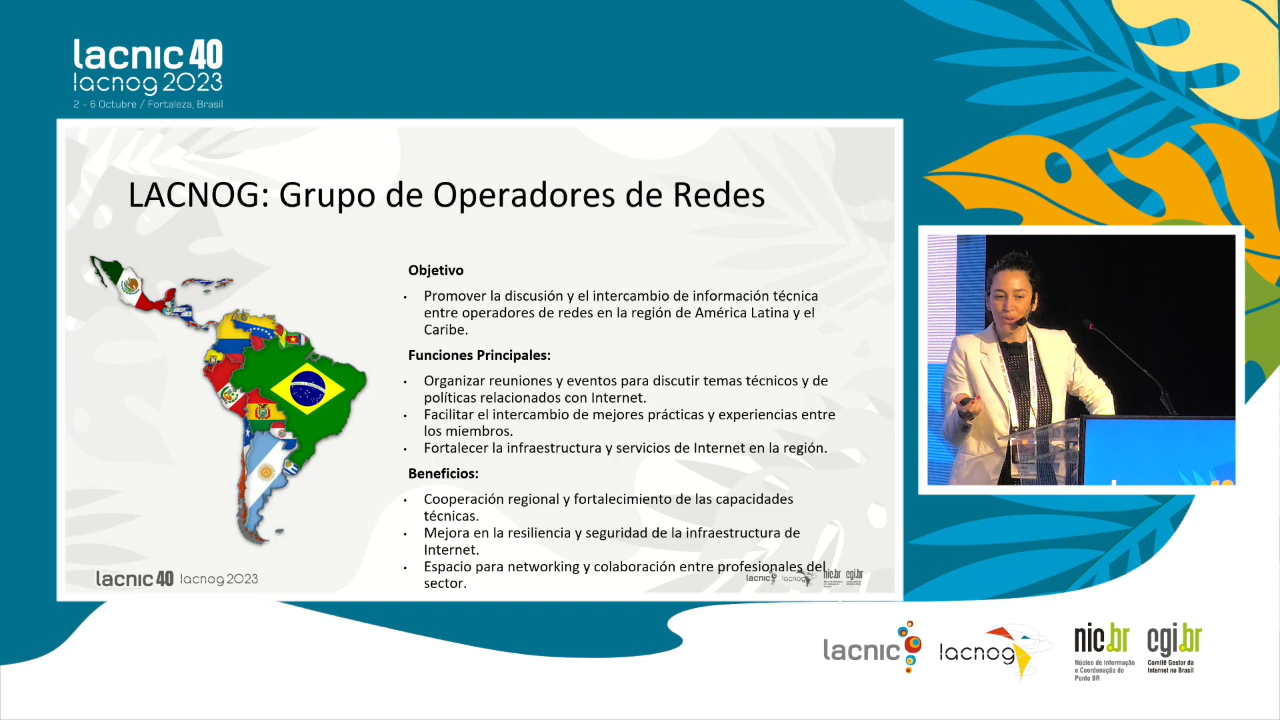 lacnic 40
lacnog 2023
2 - 6 Octubre / Fortaleza, Brasil
LACNOG: Grupo de Operadores de Redes
Objetivo
• Promover la discusión y el intercambio de información técnica
entre operadores de redes en la región de América Latina y el
Caribe.
Funciones Principales:
• Organizar reuniones y eventos para discutir temas técnicos y de
políticas relacionados con Internet.
• Facilitar el intercambio de mejores prácticas y experiencias entre
los miembros.
• Fortalecer la infraestructura y servicios de Internet en la región.
Beneficios:
• Cooperación regional y fortalecimiento de las capacidades
técnicas.
• Mejora en la resiliencia y seguridad de la infraestructura de
Internet.
• Espacio para networking y colaboración entre profesionales del
sector.
lacnic 40 lacnog 2023
lacnic lacnog nic.br cgi.br
lacnic
lacnog
nic.br
Núcleo de Informação
e Coordenação do
Ponto BR
cgi.br
Comitê Gestor da
Internet no Brasil